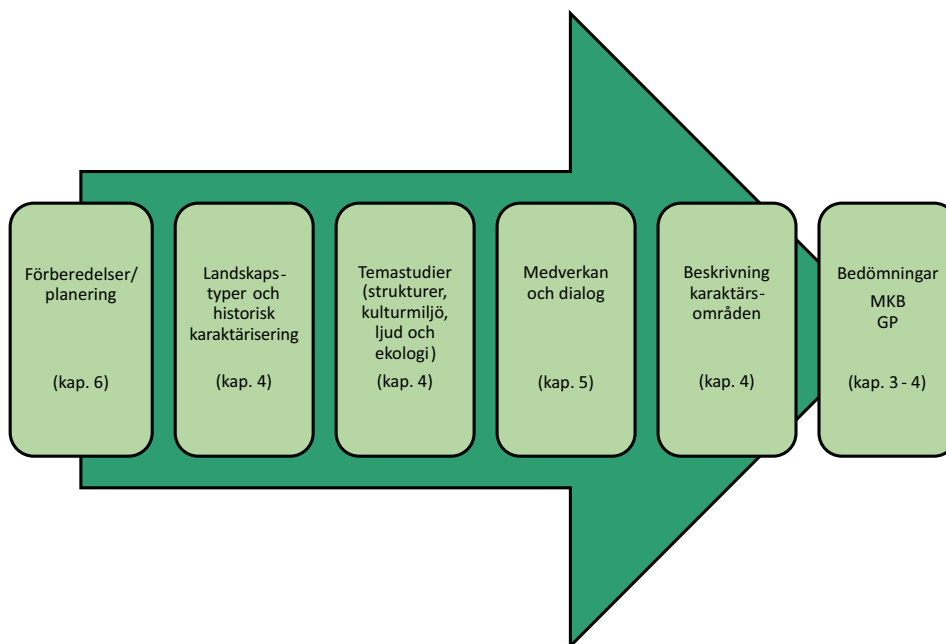 Förberedelser/
planering
(kap. 6)
Landskaps-
typer och
historisk
karaktärisering
(kap. 4)
Temastudier
(strukturer,
kulturmiljö,
ljud och
ekologi)
(kap. 4)
Medverkan
och dialog
(kap. 5)
Beskrivning
karaktärs-
områden
(kap. 4)
Bedömningar
MKB
GP
(kap. 3 - 4)